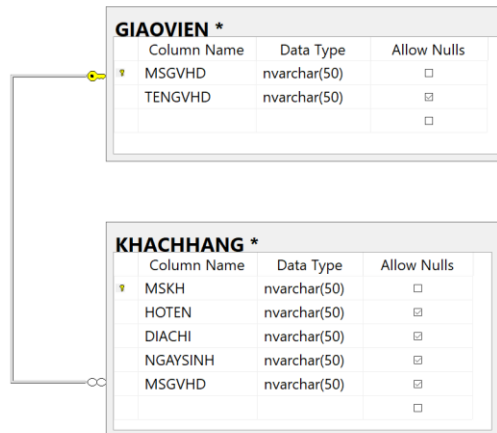 GIAOVIEN *
Column Name Data Type Allow Nulls
MSGVHD nvarchar(50)
TENGVHD nvarchar(50)
KHACHHANG *
Column Name Data Type Allow Nulls
MSKH nvarchar(50)
HOTEN nvarchar(50)
DIACHI nvarchar(50)
NGAYSINH nvarchar(50)
MSGVHD nvarchar(50)